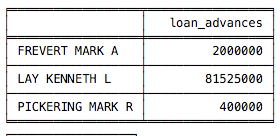 loan_advances
FREVERT MARK A 2000000
LAY KENNETH L 81525000
PICKERING MARK R 400000